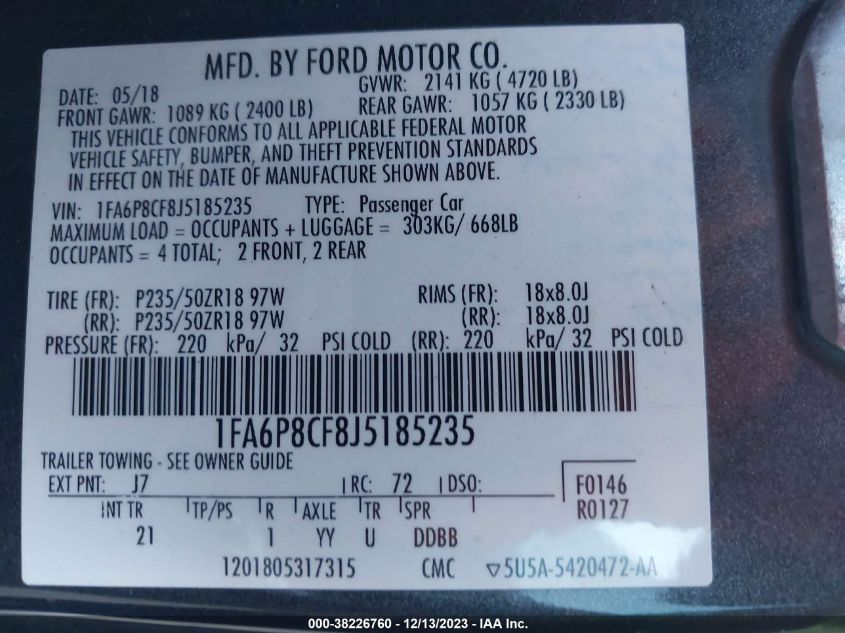 MFD. BY FORD MOTOR CO.
DATE: 05/18 GVWR: 2141 KG ( 4720 LB)
FRONT GAWR: 1089 KG ( 2400 LB) REAR GAWR: 1057 KG ( 2330 LB)
THIS VEHICLE CONFORMS TO ALL APPLICABLE FEDERAL MOTOR
VEHICLE SAFETY, BUMPER, AND THEFT PREVENTION STANDARDS
IN EFFECT ON THE DATE OF MANUFACTURE SHOWN ABOVE.
VIN: 1FA6P8CF8J5185235 TYPE: Passenger Car
MAXIMUM LOAD = OCCUPANTS + LUGGAGE = 303KG/ 668LB
OCCUPANTS = 4 TOTAL; 2 FRONT, 2 REAR
TIRE (FR): P235/50ZR18 97W RIMS (FR): 18x8.0J
(RR): P235/50ZR18 97W (RR): 18x8.0J
PRESSURE (FR): 220 kPa/ 32 PSI COLD (RR): 220 kPa/ 32 PSI COLD
1FA6P8CF8J5185235
TRAILER TOWING - SEE OWNER GUIDE
EXT PNT: J7 RC: 72 DSO: F0146
INT TR TP/PS R AXLE TR SPR R0127
21 1 YY U DDBB
1201805317315 CMC ▽5U5A-5420472-AA
000-38226760 - 12/13/2023 - IAA Inc.